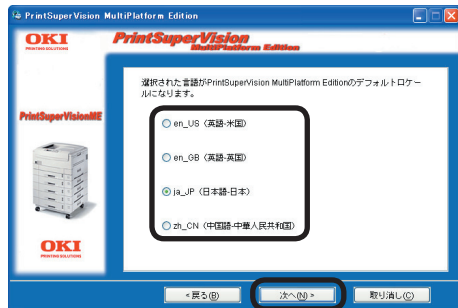 PrintSuperVision MultiPlatform Edition
OKI
PRINTING SOLUTIONS
PrintSuperVision
MultiPlatform Edition
選択された言語がPrintSuperVision MultiPlatform Editionのデフォルトロケー
ルになります。
PrintSuperVisionME
en_US（英語-米国）
en_GB（英語-英国）
ja_JP（日本語-日本）
zh_CN（中国語-中華人民共和国）
OKI
PRINTING SOLUTIONS
<戻る(B)
次へ(N)>
取り消し(C)